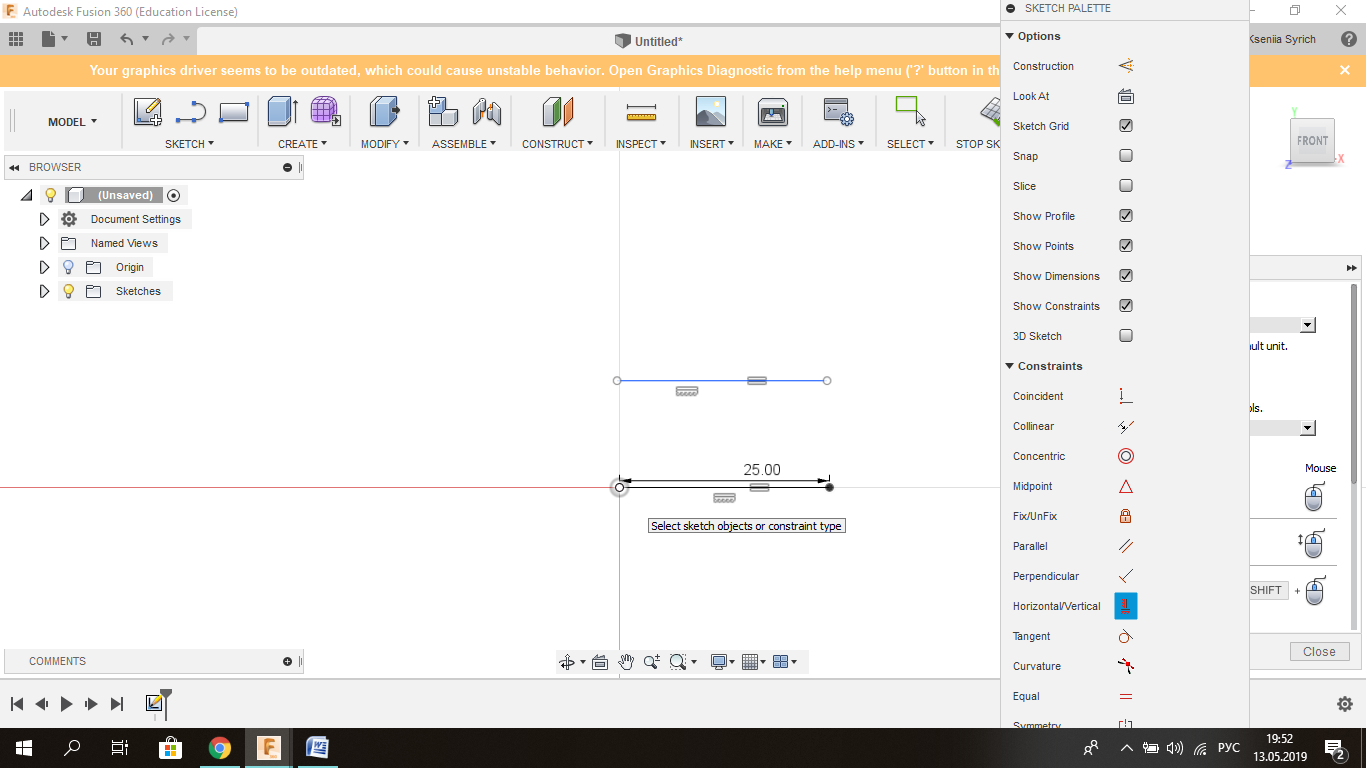 Autodesk Fusion 360 (Education License)
SKETCH PALETTE
Untitled*
Kseniia Syrich
Your graphics driver seems to be outdated, which could cause unstable behavior. Open Graphics Diagnostic from the help menu ('?' button in th
MODEL
SKETCH
CREATE
MODIFY
ASSEMBLE
CONSTRUCT
INSPECT
INSERT
MAKE
ADD-INS
SELECT
STOP SK
BROWSER
(Unsaved)
Document Settings
Named Views
Origin
Sketches
Options
Construction
Look At
Sketch Grid
Snap
Slice
Show Profile
Show Points
Show Dimensions
Show Constraints
3D Sketch
Constraints
Coincident
Collinear
Concentric
Midpoint
Fix/UnFix
Parallel
Perpendicular
Horizontal/Vertical
Tangent
Curvature
Equal
Symmetry
Y
FRONT
Z
X
ult unit.
ols.
Mouse
SHIFT
+
Close
25.00
Select sketch objects or constraint type
COMMENTS
РУС
19:52
13.05.2019
2